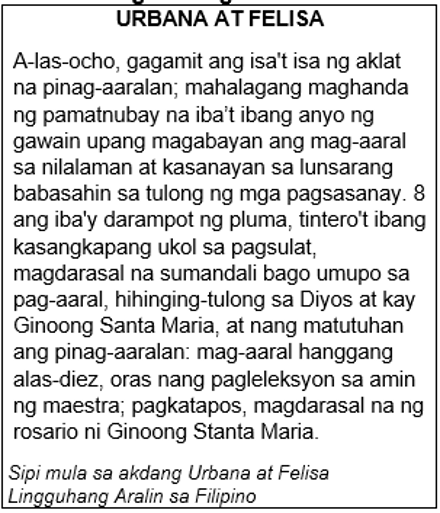 URBANA AT FELISA
A-las-ocho, gagamit ang isa't isa ng aklat
na pinag-aaralan; mahalagang maghanda
ng pamatnubay na iba't ibang anyo ng
gawain upang magabayan ang mag-aaral
sa nilalaman at kasanayan sa lunsarang
babasahin sa tulong ng mga pagsasanay. 8
ang iba'y darampot ng pluma, tintero't ibang
kasangkapang ukol sa pagsulat,
magdarasal na sumandali bago umupo sa
pag-aaral, hihinging-tulong sa Diyos at kay
Ginoong Santa Maria, at nang matutuhan
ang pinag-aaralan: mag-aaral hanggang
alas-diez, oras nang pagleleksyon sa amin
ng maestra; pagkatapos, magdarasal na ng
rosario ni Ginoong Stanta Maria.
Sipi mula sa akdang Urbana at Felisa
Lingguhang Aralin sa Filipino